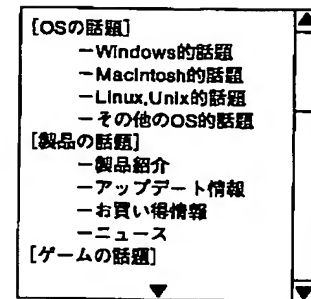 [OSの話題]
－Windows的話題
－Macintosh的話題
－Linux,Unix的話題
－その他のOS的話題
[製品の話題]
－製品紹介
－アップデート情報
－お買い得情報
－ニュース
[ゲームの話題]